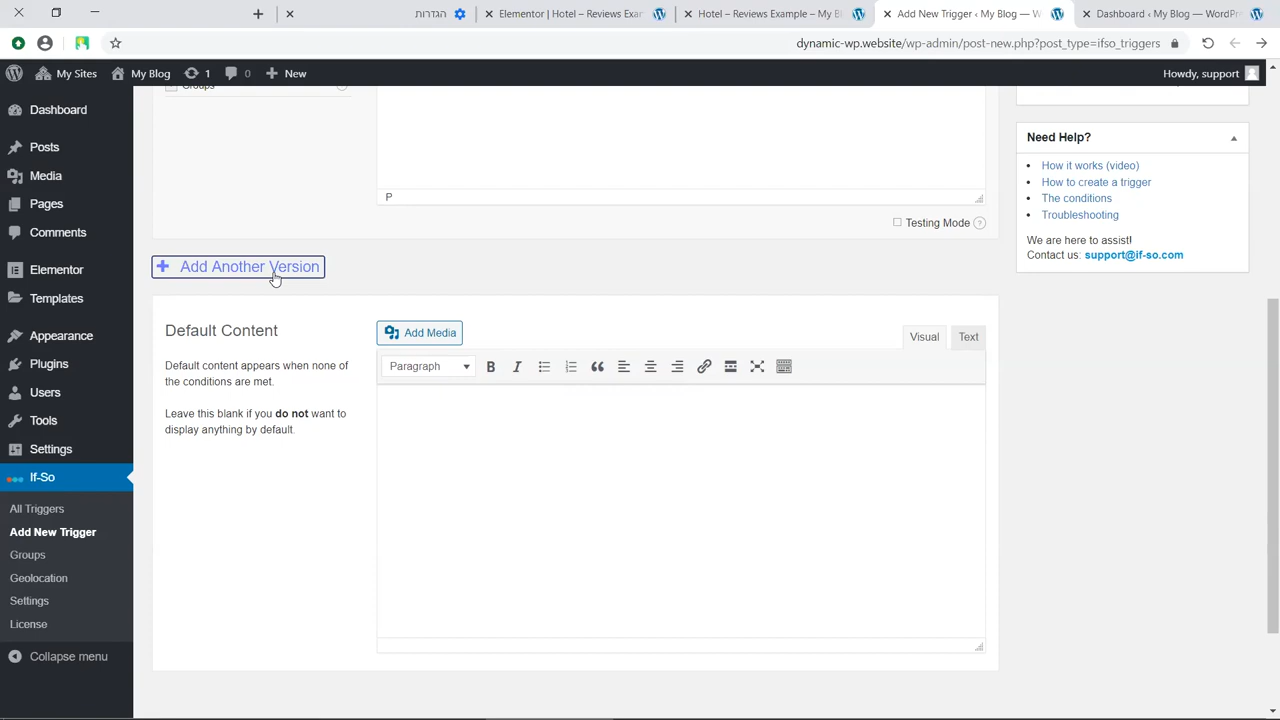 הגדרות
Elementor | Hotel – Reviews Exar
Hotel – Reviews Example – My Bl
Add New Trigger ‹ My Blog — W
Dashboard ‹ My Blog — WordPre
dynamic-wp.website/wp-admin/post-new.php?post_type=ifso_triggers
My Sites
My Blog
1
0
New
Howdy, support
Dashboard
Posts
Media
Pages
Comments
Elementor
Templates
Appearance
Plugins
Users
Tools
Settings
If-So
All Triggers
Add New Trigger
Groups
Geolocation
Settings
License
Collapse menu
Groups
P
Testing Mode ?
+ Add Another Version
Default Content
Default content appears when none of
the conditions are met.
Leave this blank if you do not want to
display anything by default.
Add Media
Visual
Text
Paragraph
B
I
Need Help?
How it works (video)
How to create a trigger
The conditions
Troubleshooting
We are here to assist!
Contact us: support@if-so.com